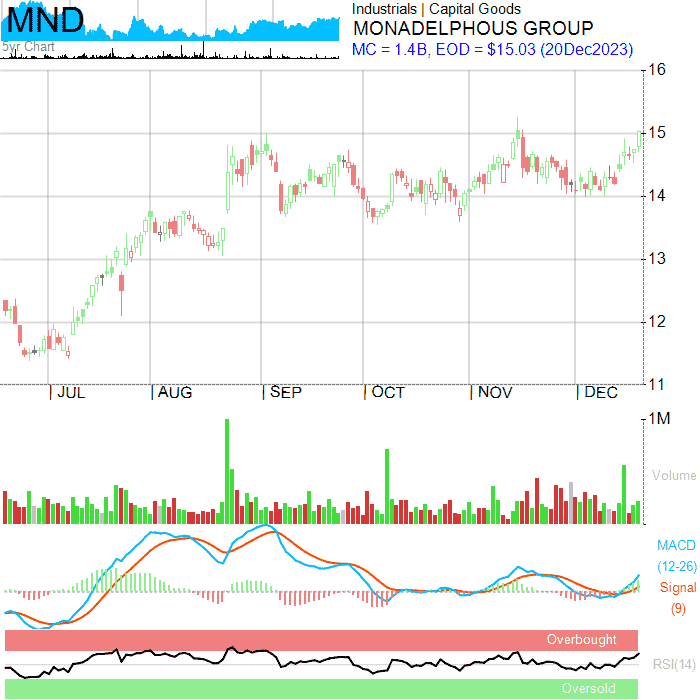 MND
5yr Chart
Industrials | Capital Goods
MONADELPHOUS GROUP
MC = 1.4B, EOD = $15.03 (20Dec2023)
16
15
14
13
12
11
JUL AUG SEP OCT NOV DEC
1M
Volume
MACD
(12-26)
Signal
(9)
Overbought
RSI(14)
Oversold